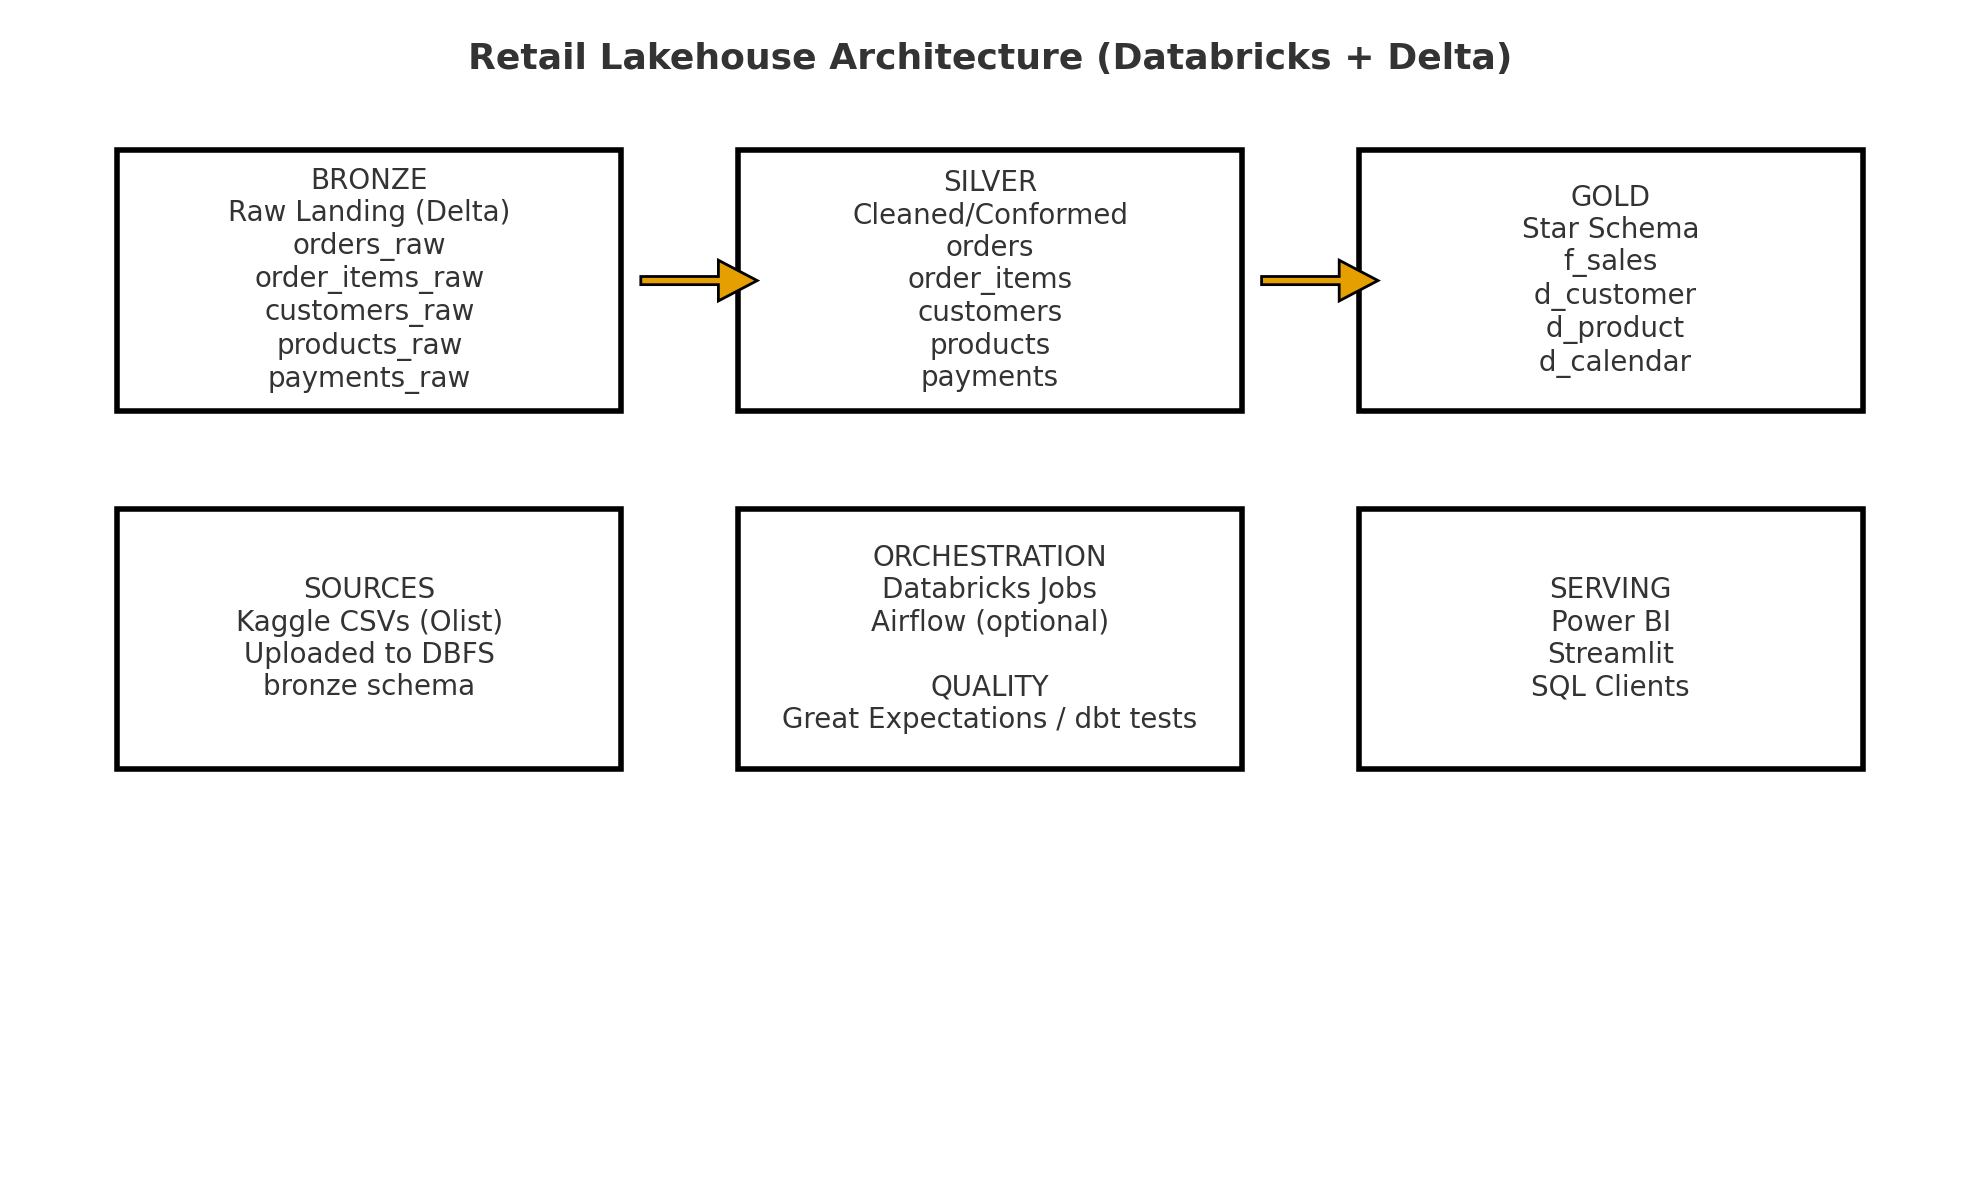 Retail Lakehouse Architecture (Databricks + Delta)
BRONZE
Raw Landing (Delta)
orders_raw
order_items_raw
customers_raw
products_raw
payments_raw
SILVER
Cleaned/Conformed
orders
order_items
customers
products
payments
GOLD
Star Schema
f_sales
d_customer
d_product
d_calendar
SOURCES
Kaggle CSVs (Olist)
Uploaded to DBFS
bronze schema
ORCHESTRATION
Databricks Jobs
Airflow (optional)
QUALITY
Great Expectations / dbt tests
SERVING
Power BI
Streamlit
SQL Clients